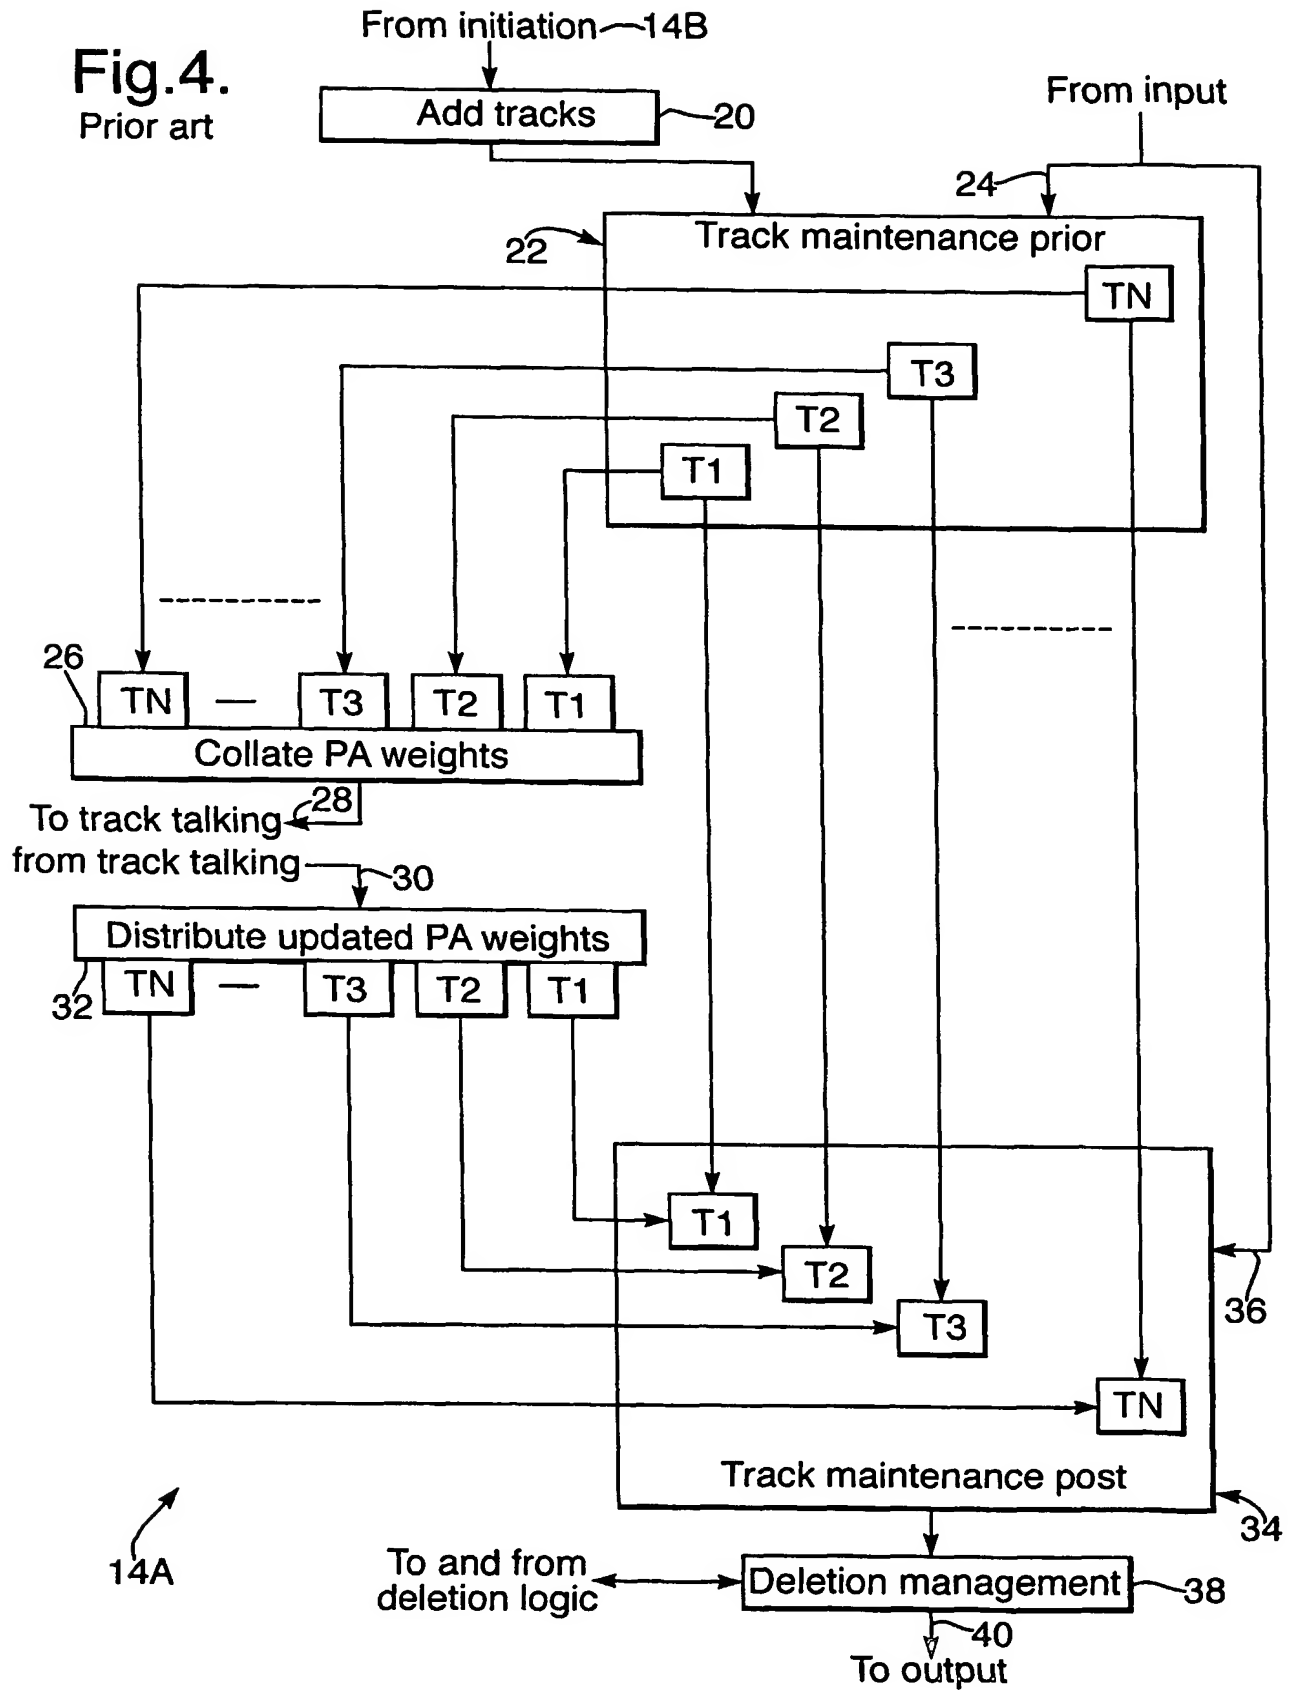 From initiation 14B
Fig.4.
Prior art
Add tracks
20
From input
24
22
Track maintenance prior
TN
T3
T2
T1
26
TN — T3 T2 T1
Collate PA weights
28
To track talking
from track talking
30
Distribute updated PA weights
32
TN — T3 T2 T1
T1
T2
36
T3
TN
Track maintenance post
34
14A
To and from
deletion logic
Deletion management
38
40
To output